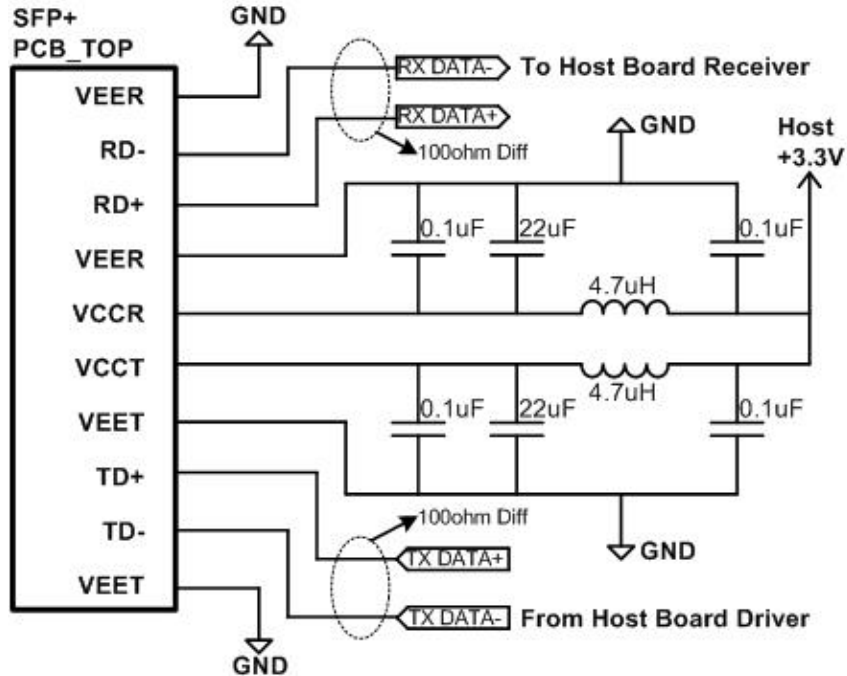 SFP+
PCB_TOP
GND
VEER
RX DATA-
To Host Board Receiver
RD-
RX DATA+
100ohm Diff
GND
Host
+3.3V
RD+
0.1uF
22uF
0.1uF
VEER
4.7uH
VCCR
VCCT
4.7uH
0.1uF
22uF
0.1uF
VEET
TD+
100ohm Diff
TD-
TX DATA+
GND
VEET
TX DATA-
From Host Board Driver
GND